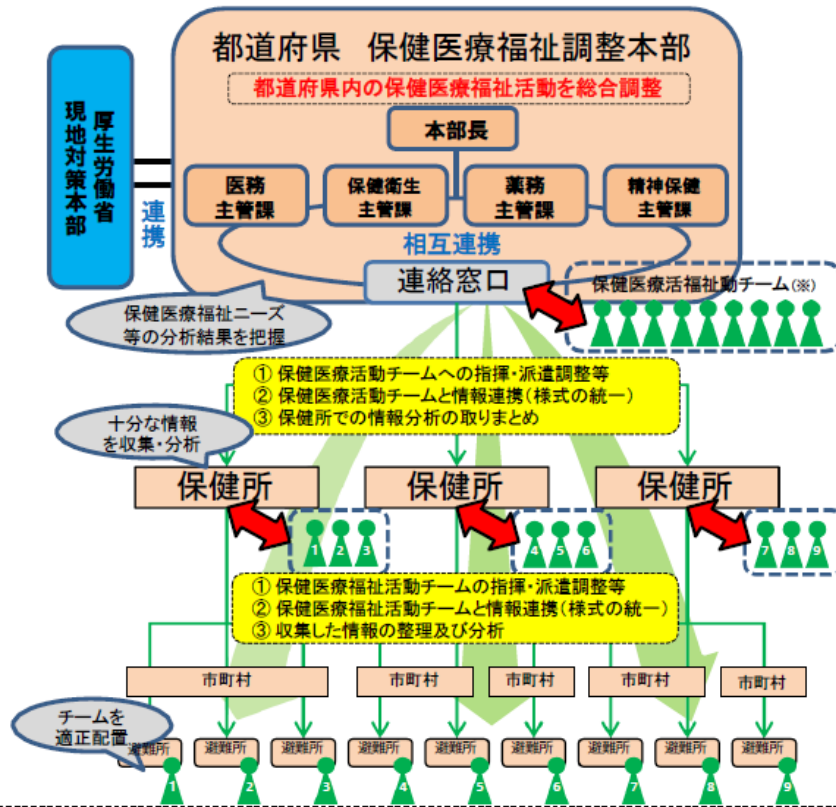 都道府県 保健医療福祉調整本部
都道府県内の保健医療福祉活動を総合調整
本部長
厚生労働省
現地対策本部
連携
医務
主管課
保健衛生
主管課
薬務
主管課
精神保健
主管課
相互連携
連絡窓口
保健医療活福祉動チーム(※)
保健医療福祉ニーズ
等の分析結果を把握
① 保健医療活動チームへの指揮・派遣調整等
② 保健医療活動チームと情報連携(様式の統一)
③ 保健所での情報分析の取りまとめ
十分な情報
を収集・分析
保健所
保健所
保健所
1 2 3
4 5 6
7 8 9
① 保健医療福祉活動チームの指揮・派遣調整等
② 保健医療福祉活動チームと情報連携(様式の統一)
③ 収集した情報の整理及び分析
市町村
市町村
市町村
市町村
市町村
チームを
適正配置
避難所
避難所
避難所
避難所
避難所
避難所
避難所
避難所
避難所
1 2 3 4 5 6 7 8 9